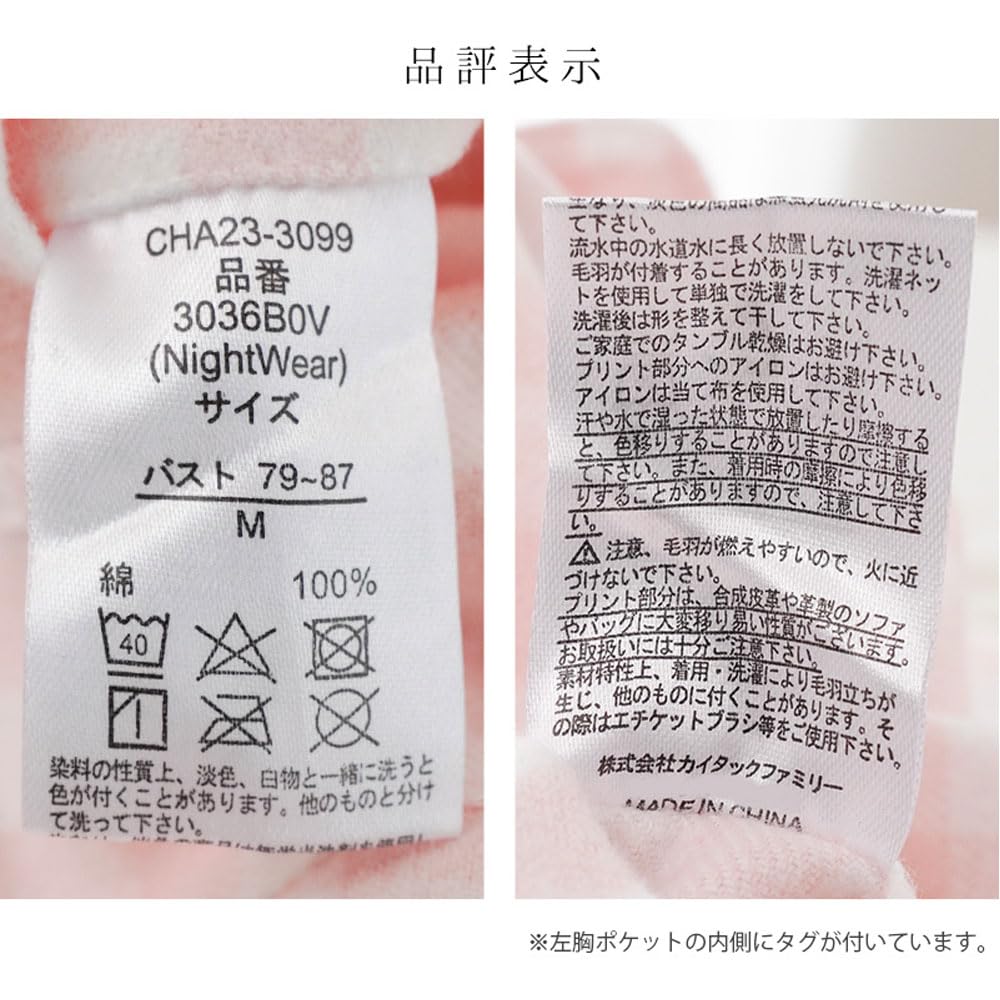 品評表示
CHA23-3099
品番
3036B0V
(NightWear)
サイズ
バスト 79~87
M
綿 100%
40
染料の性質上、淡色、白物と一緒に洗うと
色が付くことがあります。他のものと分け
て洗って下さい。
て下さい。
流水中の水道水に長く放置しないで下さい。
毛羽が付着することがあります。洗濯ネッ
トを使用して単独で洗濯をして下さい。
洗濯後は形を整えて干して下さい。
ご家庭でのタンブル乾燥はお避け下さい。
プリント部分へのアイロンはお避け下さい。
アイロンは当て布を使用して下さい。
汗や水で湿った状態で放置したり摩擦する
と、色移りすることがありますので注意し
て下さい。また、着用時の摩擦により色移
りすることがありますので、注意して下さ
い。
注意、毛羽が燃えやすいので、火に近
づけないで下さい。
プリント部分は、合成皮革や革製のソファ
やバッグに大変移り易い性質がございます。
お取扱いには十分ご注意下さい。
素材特性上、着用・洗濯により毛羽立ちが
生じ、他のものに付くことがあります。そ
の際はエチケットブラシ等をご使用下さい。
株式会社カイタックファミリー
MADE IN CHINA
※左胸ポケットの内側にタグが付いています。